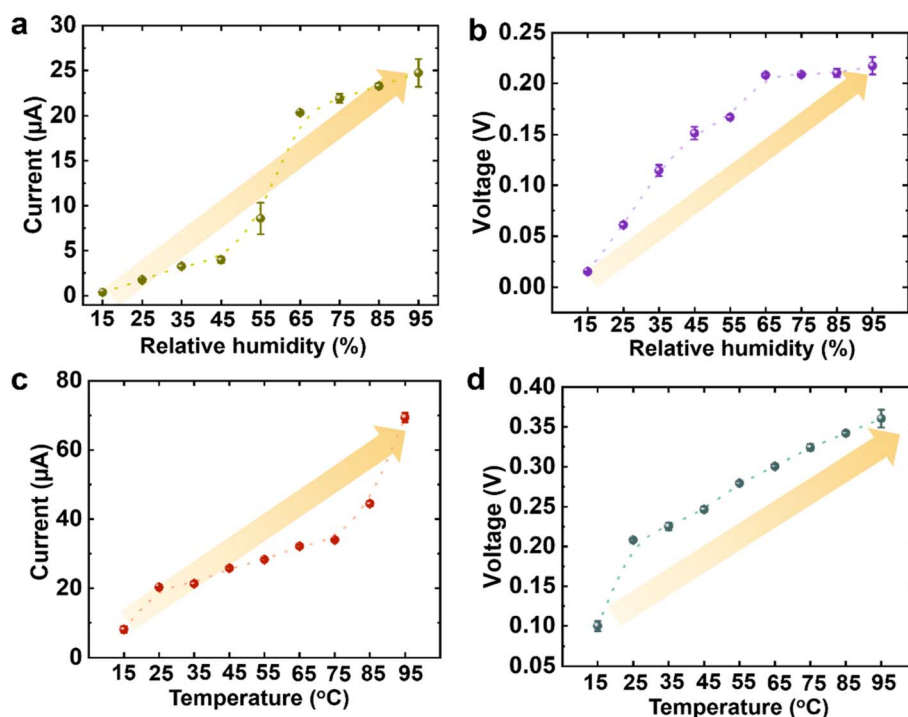 a
30
25
20
15
10
5
0
Current (μA)
15 25 35 45 55 65 75 85 95
Relative humidity (%)
b
0.25
0.20
0.15
0.10
0.05
0.00
Voltage (V)
15 25 35 45 55 65 75 85 95
Relative humidity (%)
c
80
60
40
20
0
Current (μA)
15 25 35 45 55 65 75 85 95
Temperature (°C)
d
0.40
0.35
0.30
0.25
0.20
0.15
0.10
0.05
Voltage (V)
15 25 35 45 55 65 75 85 95
Temperature (°C)